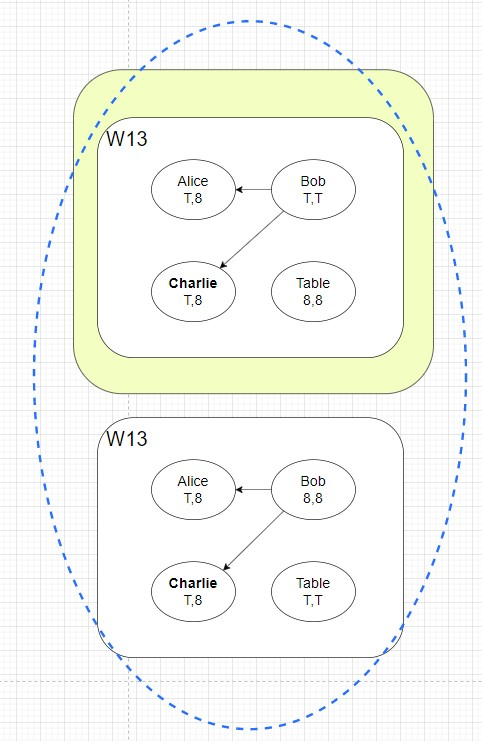 W13
Alice
T,8
Bob
T,T
Charlie
T,8
Table
8,8
W13
Alice
T,8
Bob
8,8
Charlie
T,8
Table
T,T